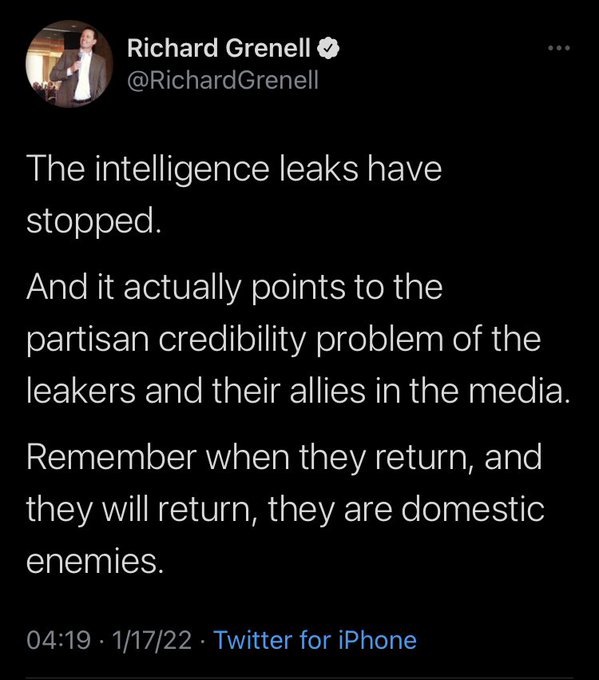 Richard Grenell
@RichardGrenell
The intelligence leaks have
stopped.
And it actually points to the
partisan credibility problem of the
leakers and their allies in the media.
Remember when they return, and
they will return, they are domestic
enemies.
04:19 · 1/17/22 · Twitter for iPhone